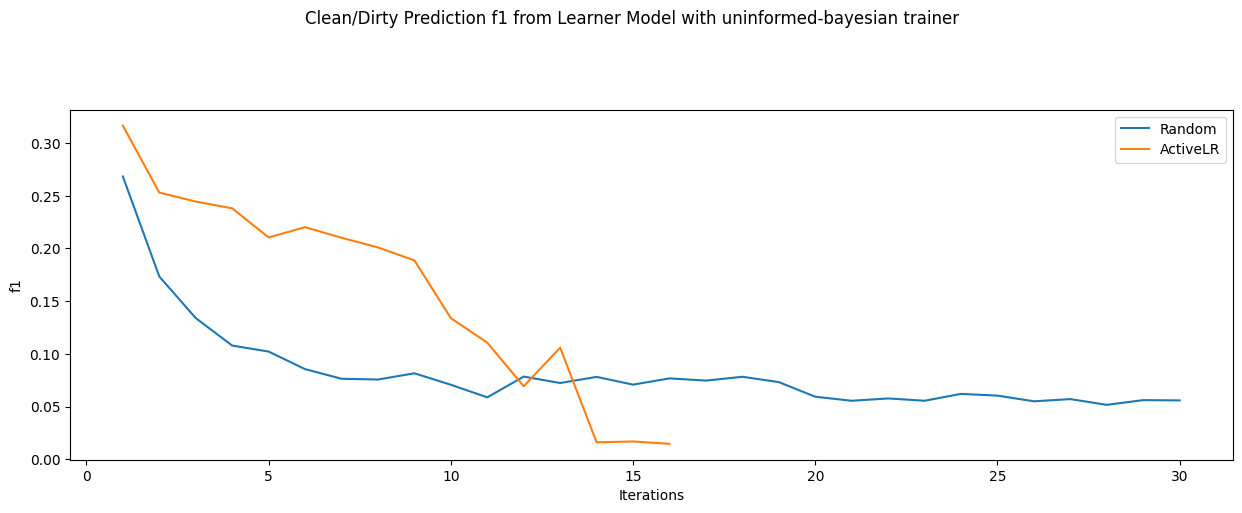 Clean/Dirty Prediction f1 from Learner Model with uninformed-bayesian trainer
Random
ActiveLR
0.30
0.25
0.20
0.15
0.10
0.05
0.00
f1
0 5 10 15 20 25 30
Iterations